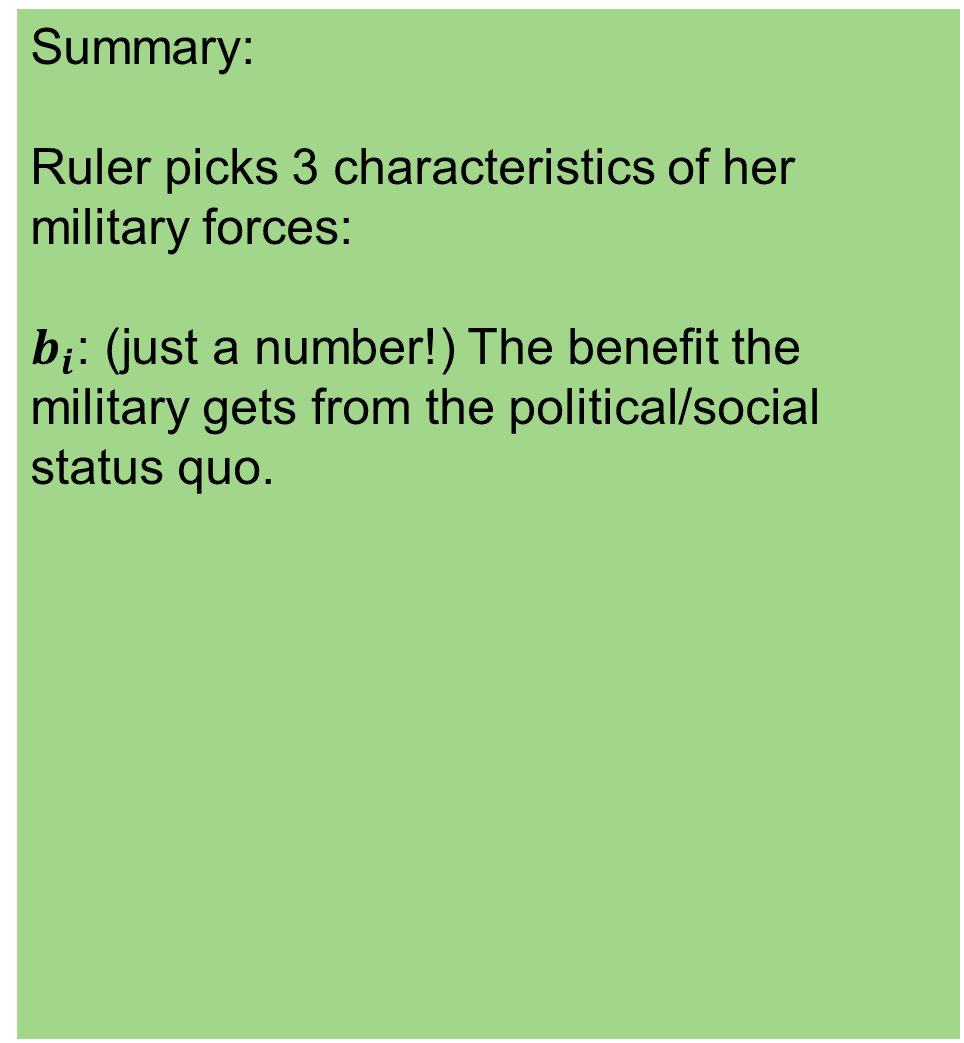 Summary:
Ruler picks 3 characteristics of her
military forces:
𝒃𝒊: (just a number!) The benefit the
military gets from the political/social
status quo.